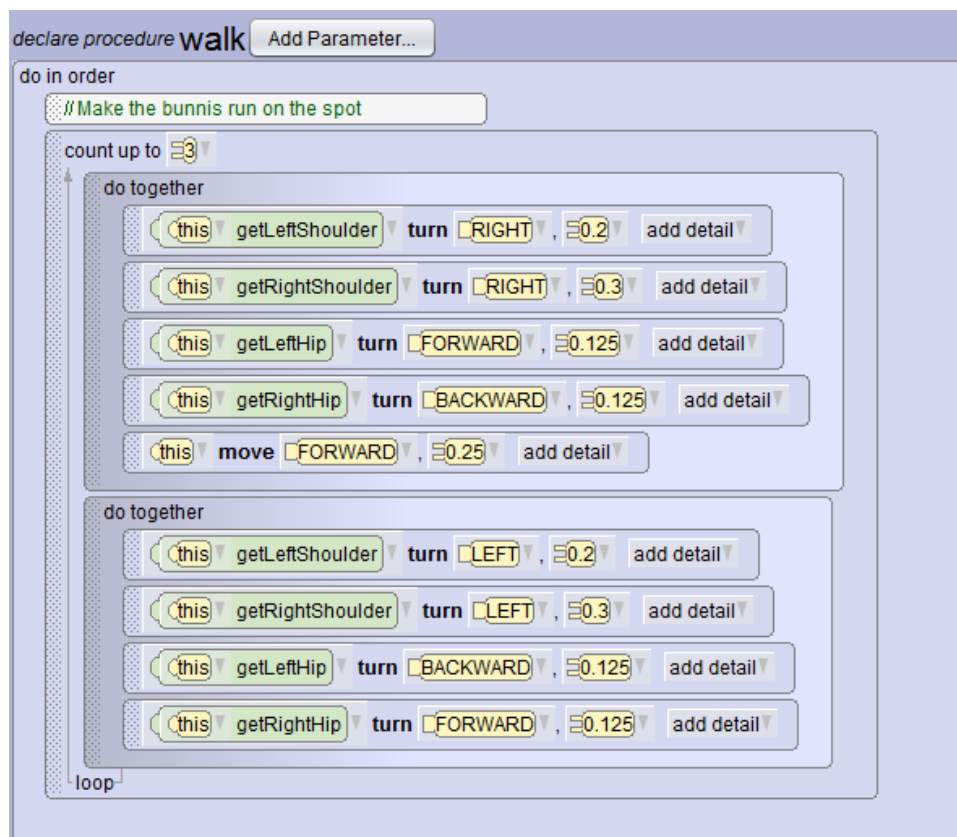 declare procedure walk Add Parameter...
do in order
//Make the bunnis run on the spot
count up to 3
do together
this getLeftShoulder turn RIGHT , 0.2 add detail
this getRightShoulder turn RIGHT , 0.3 add detail
this getLeftHip turn FORWARD , 0.125 add detail
this getRightHip turn BACKWARD , 0.125 add detail
this move FORWARD , 0.25 add detail
do together
this getLeftShoulder turn LEFT , 0.2 add detail
this getRightShoulder turn LEFT , 0.3 add detail
this getLeftHip turn BACKWARD , 0.125 add detail
this getRightHip turn FORWARD , 0.125 add detail
loop